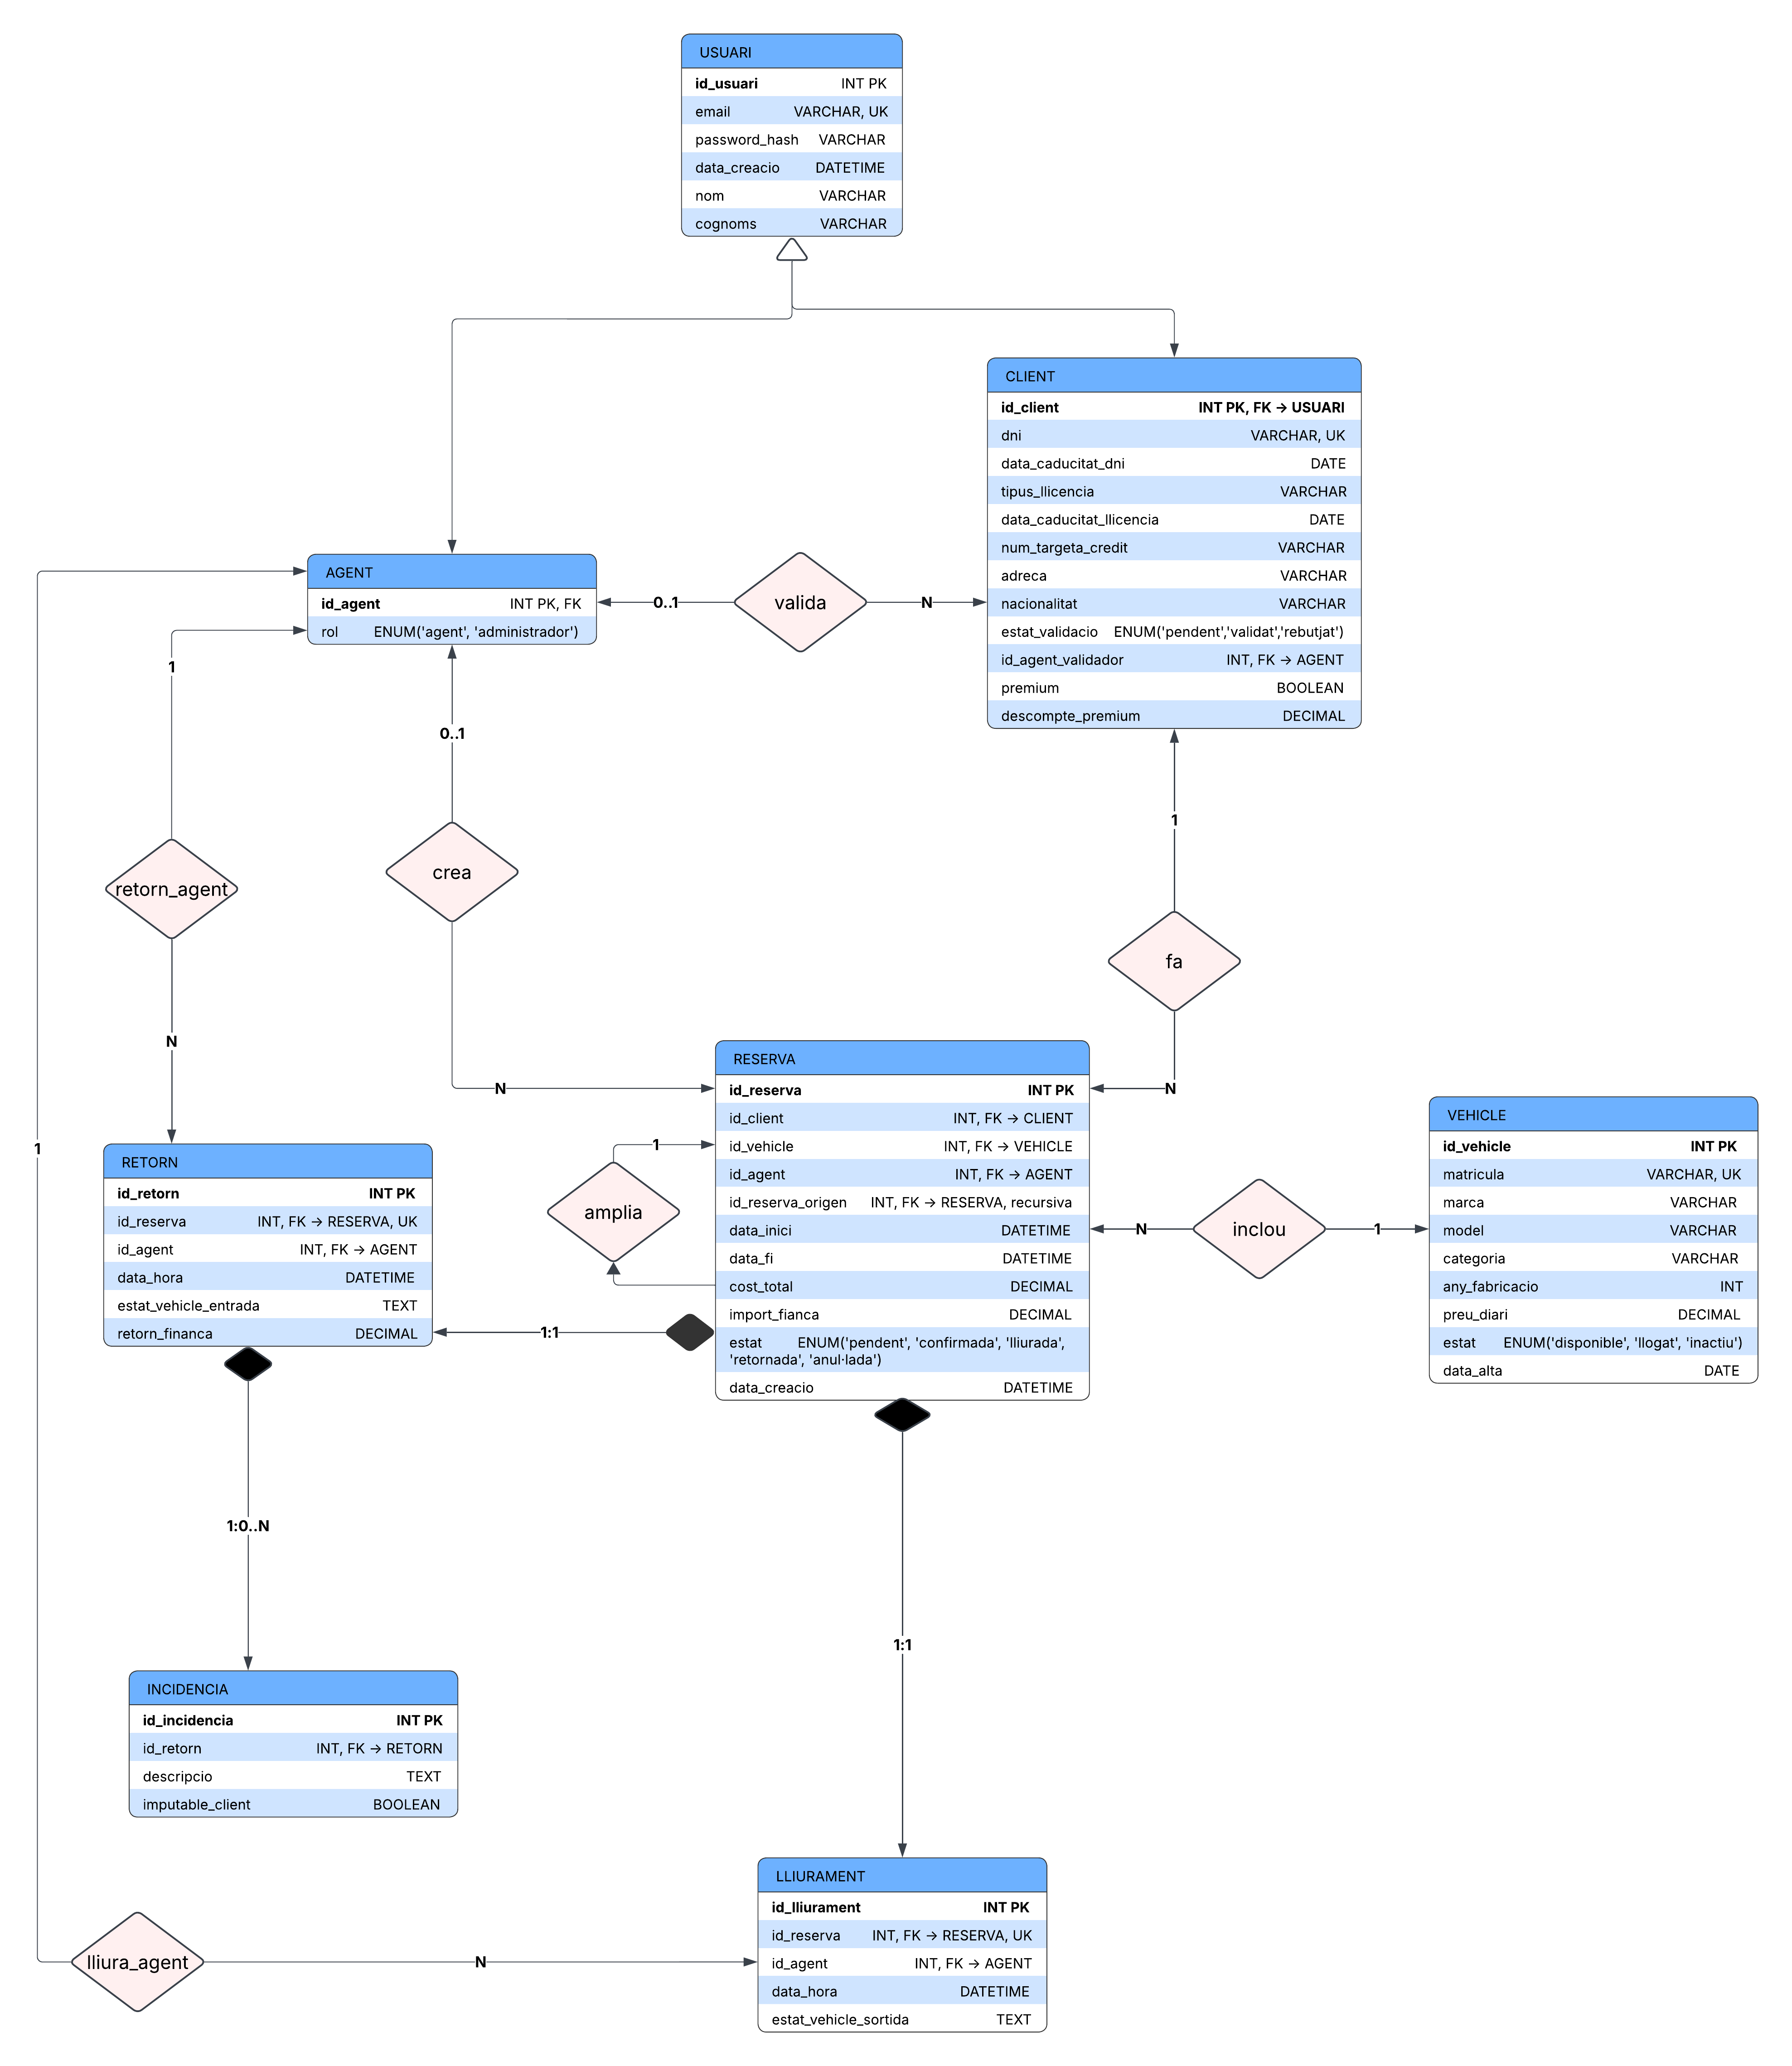 USUARI
id_usuari INT PK
email VARCHAR, UK
password_hash VARCHAR
data_creacio DATETIME
nom VARCHAR
cognoms VARCHAR
CLIENT
id_client INT PK, FK → USUARI
dni VARCHAR, UK
data_caducitat_dni DATE
tipus_llicencia VARCHAR
data_caducitat_llicencia DATE
num_targeta_credit VARCHAR
adreca VARCHAR
nacionalitat VARCHAR
estat_validacio ENUM('pendent','validat','rebutjat')
id_agent_validador INT, FK → AGENT
premium BOOLEAN
descompte_premium DECIMAL
AGENT
id_agent INT PK, FK
rol ENUM('agent', 'administrador')
0..1
valida
N
1
0..1
1
crea
retorn_agent
fa
N
N
N
1
RESERVA
id_reserva INT PK
id_client INT, FK → CLIENT
id_vehicle INT, FK → VEHICLE
id_agent INT, FK → AGENT
id_reserva_origen INT, FK → RESERVA, recursiva
data_inici DATETIME
data_fi DATETIME
cost_total DECIMAL
import_fianca DECIMAL
estat ENUM('pendent', 'confirmada', 'lliurada',
'retornada', 'anul·lada')
data_creacio DATETIME
1
amplia
N
inclou
1
VEHICLE
id_vehicle INT PK
matricula VARCHAR, UK
marca VARCHAR
model VARCHAR
categoria VARCHAR
any_fabricacio INT
preu_diari DECIMAL
estat ENUM('disponible', 'llogat', 'inactiu')
data_alta DATE
RETORN
id_retorn INT PK
id_reserva INT, FK → RESERVA, UK
id_agent INT, FK → AGENT
data_hora DATETIME
estat_vehicle_entrada TEXT
retorn_financa DECIMAL
1:1
1:0..N
1:1
INCIDENCIA
id_incidencia INT PK
id_retorn INT, FK → RETORN
descripcio TEXT
imputable_client BOOLEAN
LLIURAMENT
id_lliurament INT PK
id_reserva INT, FK → RESERVA, UK
id_agent INT, FK → AGENT
data_hora DATETIME
estat_vehicle_sortida TEXT
lliura_agent
N